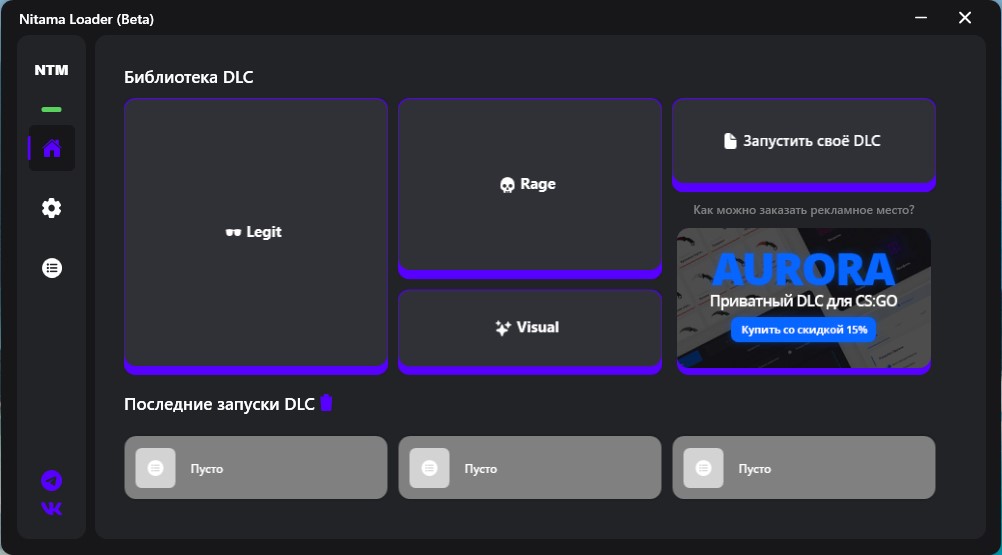 Nitama Loader (Beta)
NTM
Библиотека DLC
Legit
Rage
Visual
Запустить своё DLC
Как можно заказать рекламное место?
AURORA
Приватный DLC для CS:GO
Купить со скидкой 15%
Последние запуски DLC
Пусто
Пусто
Пусто